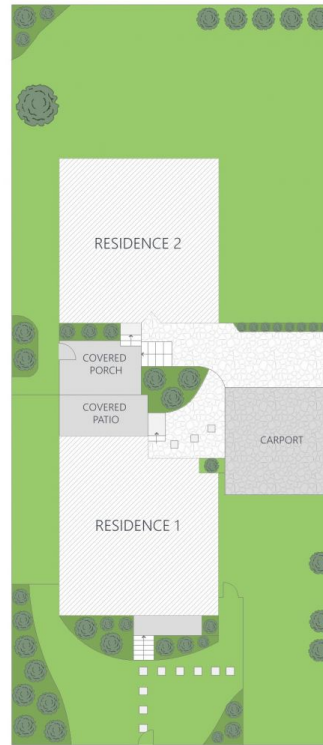 RESIDENCE 2
COVERED
PORCH
COVERED
PATIO
CARPORT
RESIDENCE 1